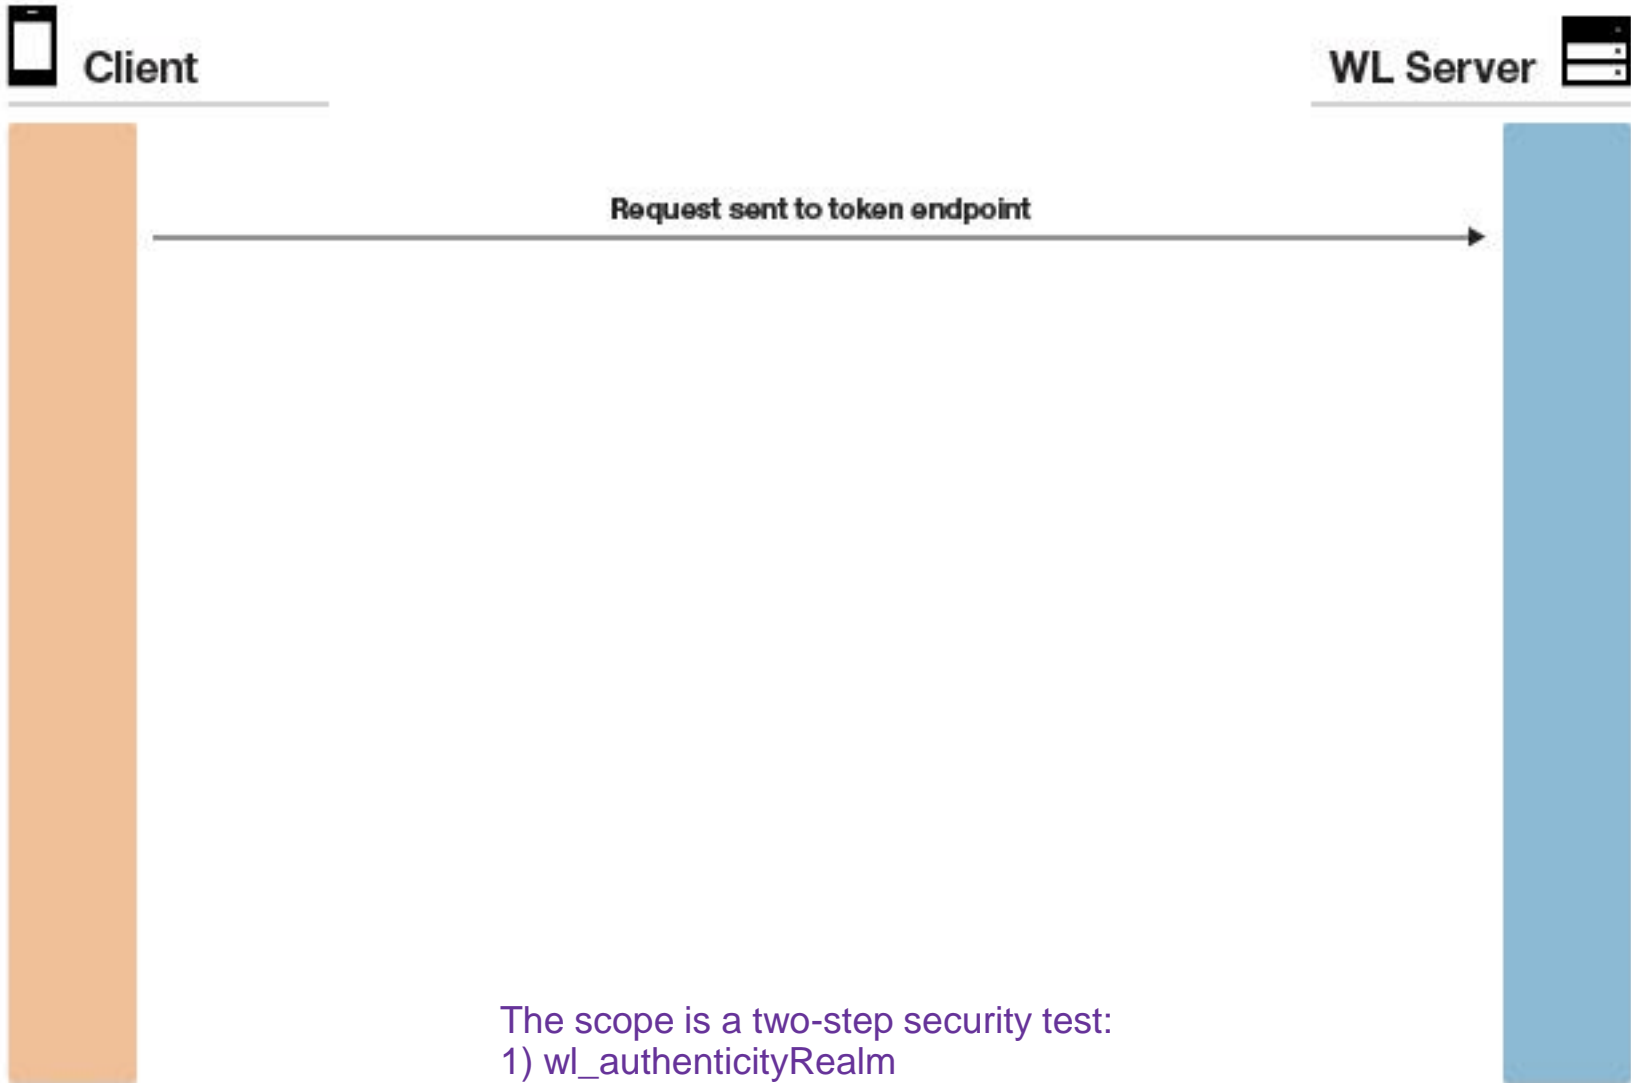 Client
WL Server
Request sent to token endpoint
The scope is a two-step security test:
1) wl_authenticityRealm